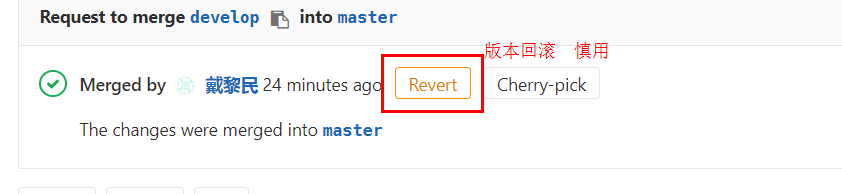 Request to merge develop into master
版本回滚 慎用
Merged by 戴黎民 24 minutes ago Revert Cherry-pick
The changes were merged into master